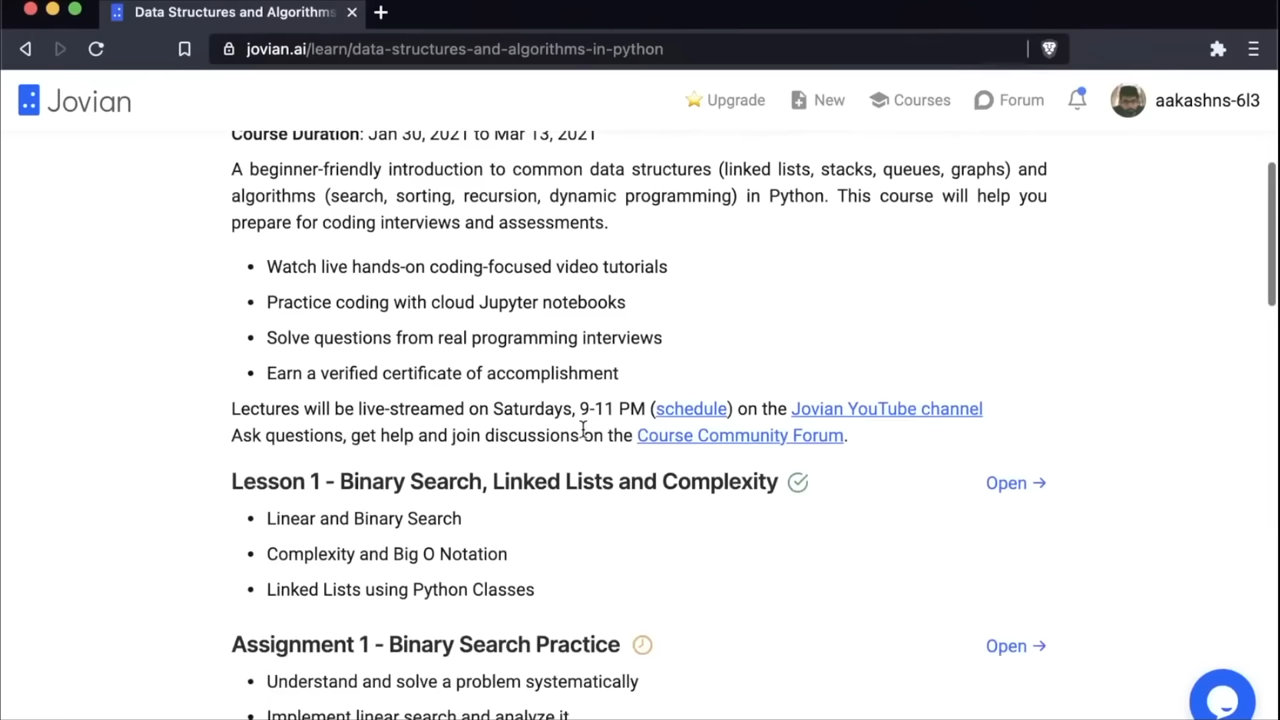 Data Structures and Algorithms
jovian.ai/learn/data-structures-and-algorithms-in-python
Jovian
Upgrade
New
Courses
Forum
aakashns-6l3
Course Duration: Jan 30, 2021 to Mar 13, 2021
A beginner-friendly introduction to common data structures (linked lists, stacks, queues, graphs) and
algorithms (search, sorting, recursion, dynamic programming) in Python. This course will help you
prepare for coding interviews and assessments.
• Watch live hands-on coding-focused video tutorials
• Practice coding with cloud Jupyter notebooks
• Solve questions from real programming interviews
• Earn a verified certificate of accomplishment
Lectures will be live-streamed on Saturdays, 9-11 PM (schedule) on the Jovian YouTube channel
Ask questions, get help and join discussions on the Course Community Forum.
Lesson 1 - Binary Search, Linked Lists and Complexity
Open →
• Linear and Binary Search
• Complexity and Big O Notation
• Linked Lists using Python Classes
Assignment 1 - Binary Search Practice
Open →
• Understand and solve a problem systematically
• Implement linear search and analyze it